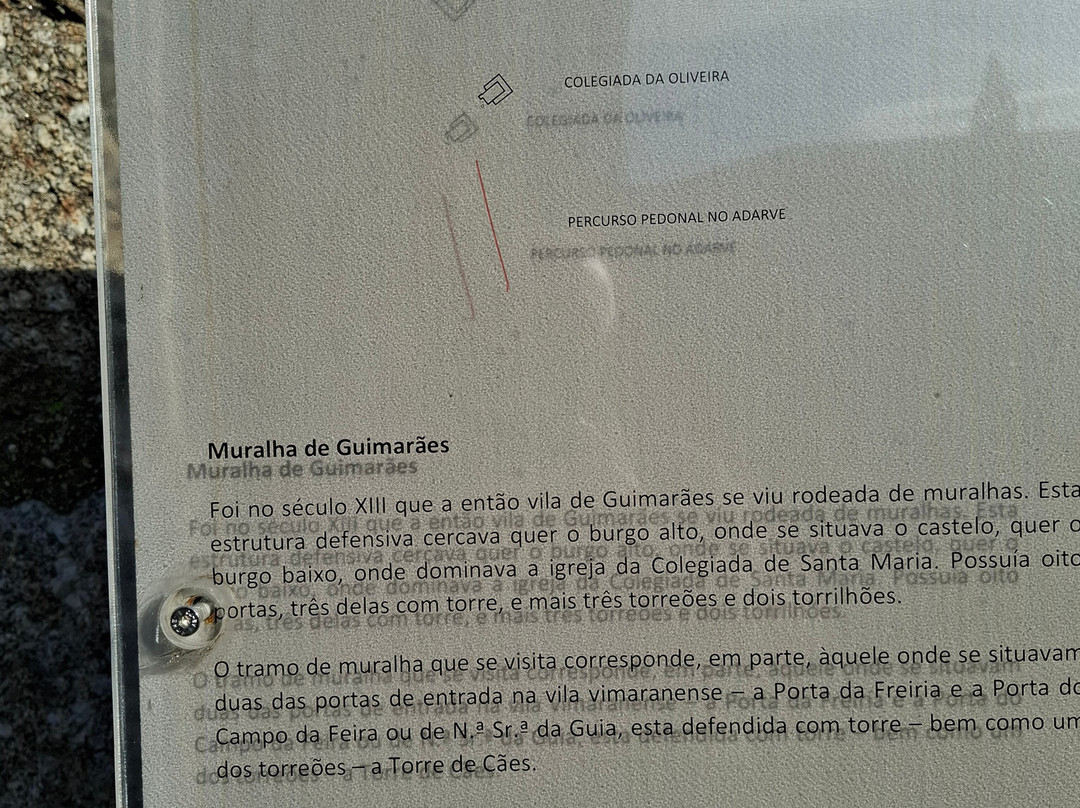 COLEGIADA DA OLIVEIRA
PERCURSO PEDONAL NO ADARVE
Muralha de Guimarães
Foi no século XIII que a então vila de Guimarães se viu rodeada de muralhas. Esta
estrutura defensiva cercava quer o burgo alto, onde se situava o castelo, quer o
burgo baixo, onde dominava a igreja da Colegiada de Santa Maria. Possuia oito
portas, três delas com torre, e mais três torreões e dois torrilhões.
O tramo de muralha que se visita corresponde, em parte, àquele onde se situavam
duas das portas de entrada na vila vimaranense – a Porta da Freiria e a Porta do
Campo da Feira ou de N.ª Sr.ª da Guia, esta defendida com torre – bem como um
dos torreões – a Torre de Cães.